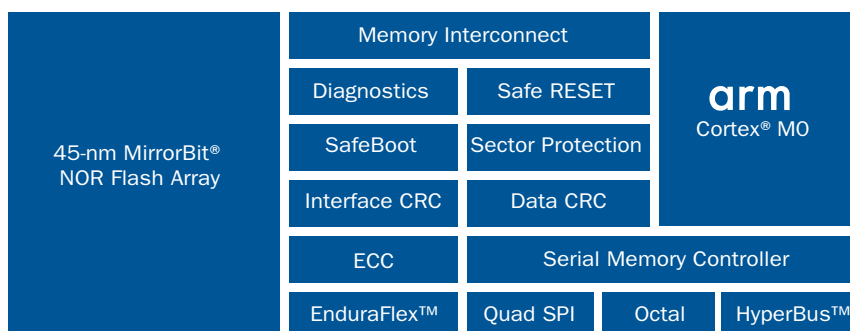 45-nm MirrorBit®
NOR Flash Array
Memory Interconnect
Diagnostics
Safe RESET
SafeBoot
Sector Protection
Interface CRC
Data CRC
arm
Cortex® M0
ECC
Serial Memory Controller
EnduraFlex™
Quad SPI
Octal
HyperBus™